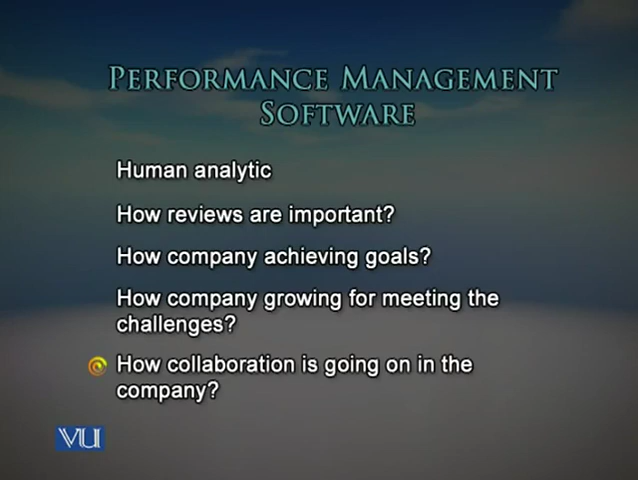 PERFORMANCE MANAGEMENT
SOFTWARE
Human analytic
How reviews are important?
How company achieving goals?
How company growing for meeting the
challenges?
How collaboration is going on in the
company?
VU